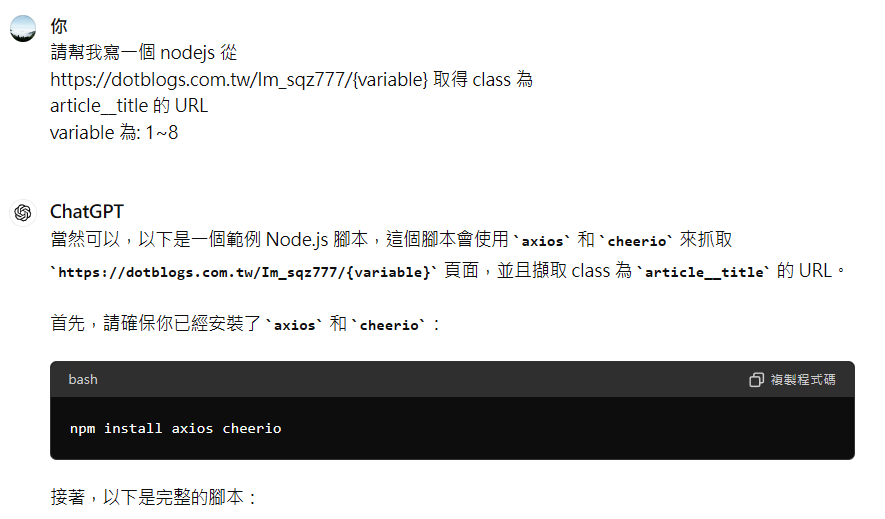 你
請幫我寫一個 nodejs 從
https://dotblogs.com.tw/Im_sqz777/{variable} 取得 class 為
article__title 的 URL
variable 為: 1~8
ChatGPT
當然可以，以下是一個範例 Node.js 腳本，這個腳本會使用 `axios` 和 `cheerio` 來抓取
`https://dotblogs.com.tw/Im_sqz777/{variable}` 頁面，並且擷取 class 為 `article__title` 的 URL。
首先，請確保你已經安裝了 `axios` 和 `cheerio`：
bash 複製程式碼
npm install axios cheerio
接著，以下是完整的腳本：